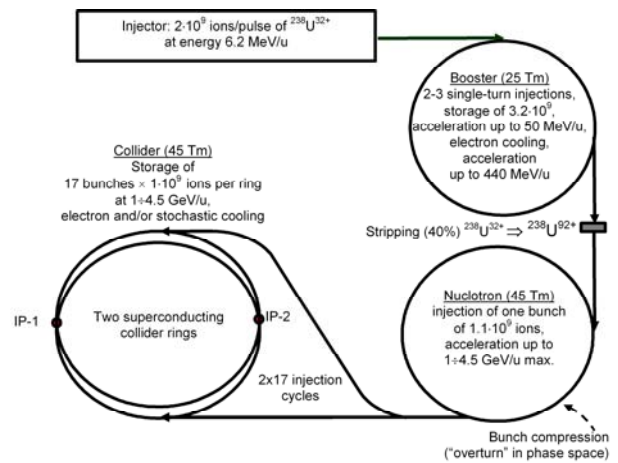 Injector: 2·10⁹ ions/pulse of ²³⁸U³²⁺
at energy 6.2 MeV/u
Booster (25 Tm)
2-3 single-turn injections,
storage of 3.2·10⁹,
acceleration up to 50 MeV/u,
electron cooling,
acceleration
up to 440 MeV/u
Collider (45 Tm)
Storage of
17 bunches × 1·10⁹ ions per ring
at 1÷4.5 GeV/u,
electron and/or stochastic cooling
Stripping (40%) ²³⁸U³²⁺ ⇒ ²³⁸U⁹²⁺
IP-1
Two superconducting
collider rings
IP-2
Nuclotron (45 Tm)
injection of one bunch
of 1.1·10⁹ ions,
acceleration up to
1÷4.5 GeV/u max.
2x17 injection
cycles
Bunch compression
("overturn" in phase space)